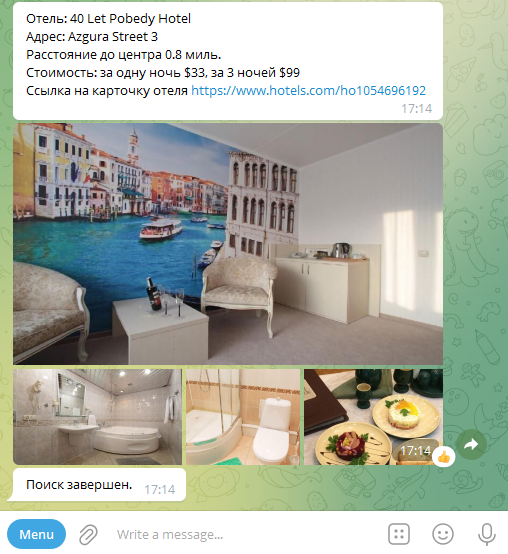 Отель: 40 Let Pobedy Hotel
Адрес: Azgura Street 3
Расстояние до центра 0.8 миль.
Стоимость: за одну ночь $33, за 3 ночей $99
Ссылка на карточку отеля https://www.hotels.com/ho1054696192
17:14
17:14
Поиск завершен.
17:14
Menu
Write a message...